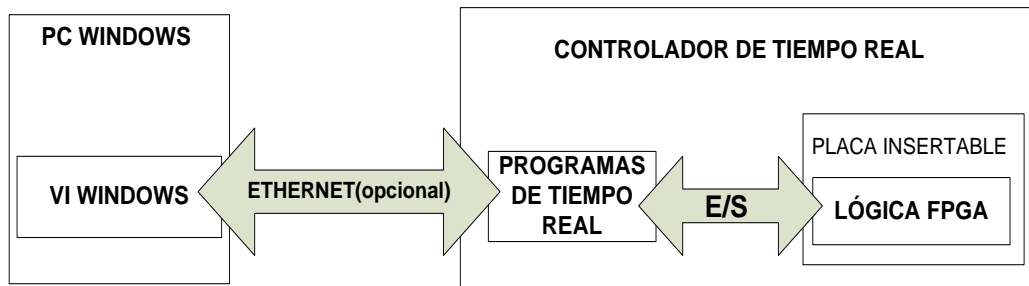 PC WINDOWS
VI WINDOWS
ETHERNET(opcional)
CONTROLADOR DE TIEMPO REAL
PROGRAMAS
DE TIEMPO
REAL
E/S
PLACA INSERTABLE
LÓGICA FPGA